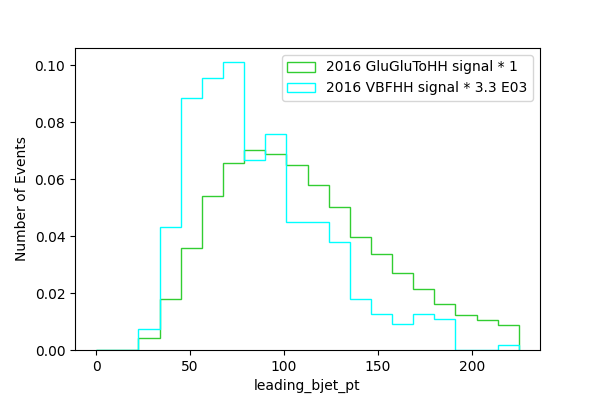 2016 GluGluToHH signal * 1
2016 VBFHH signal * 3.3 E03
Number of Events
0.10
0.08
0.06
0.04
0.02
0.00
0 50 100 150 200
leading_bjet_pt